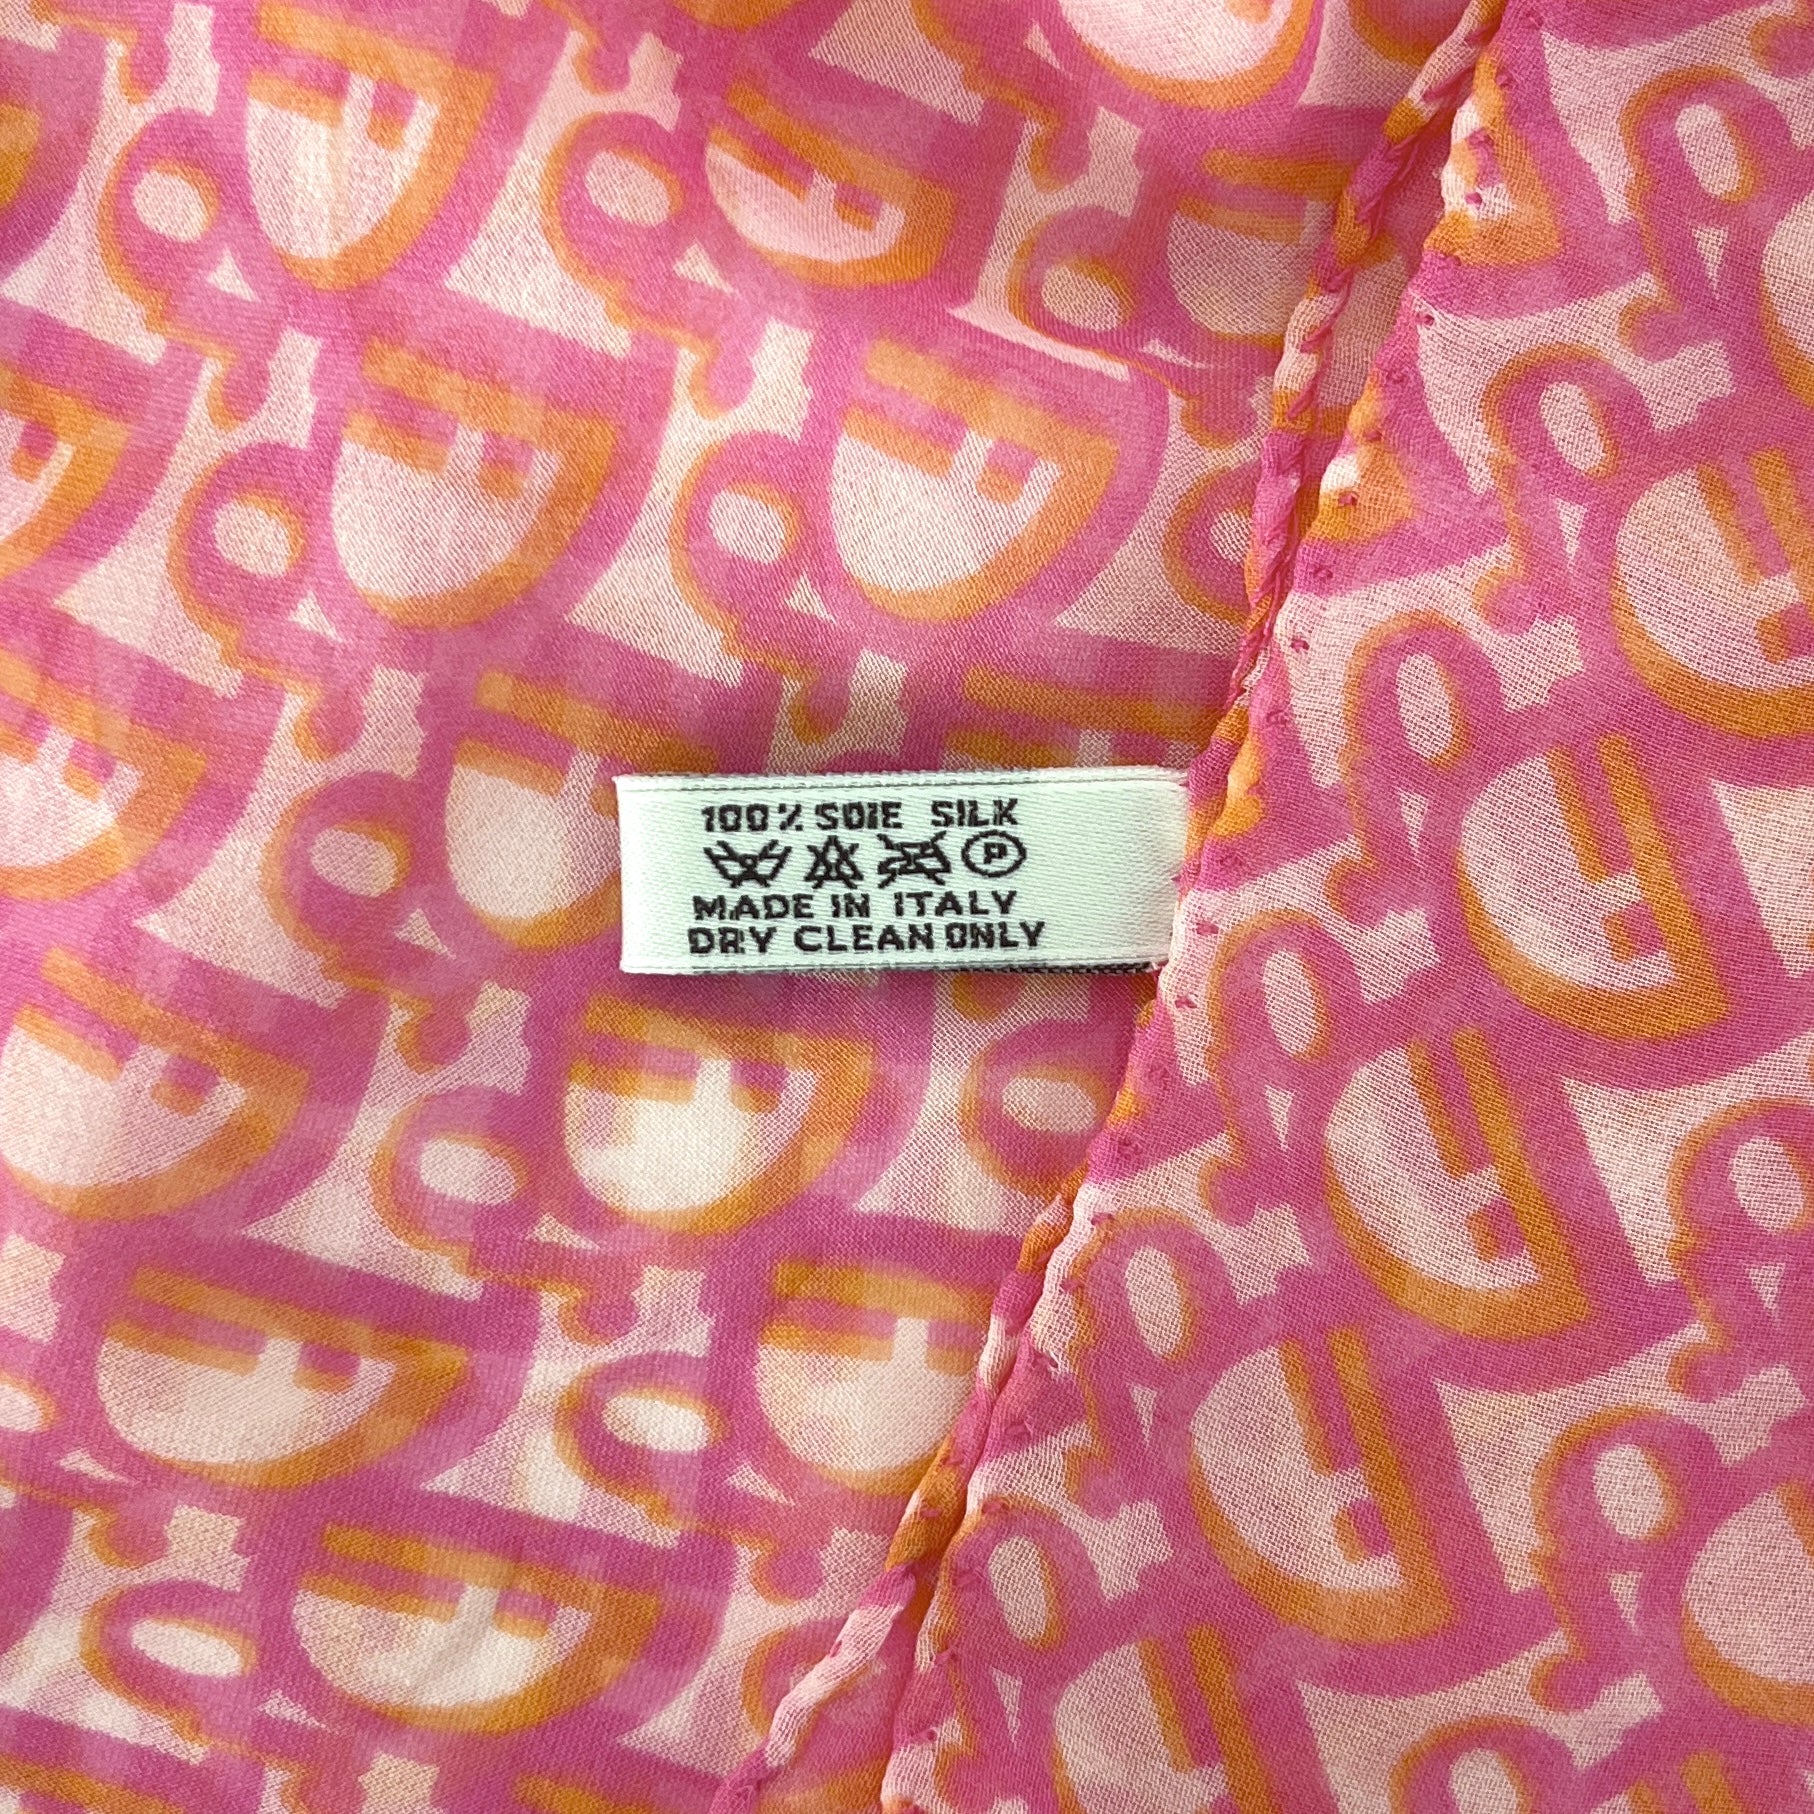 100% SOIE SILK
P
MADE IN ITALY
DRY CLEAN ONLY